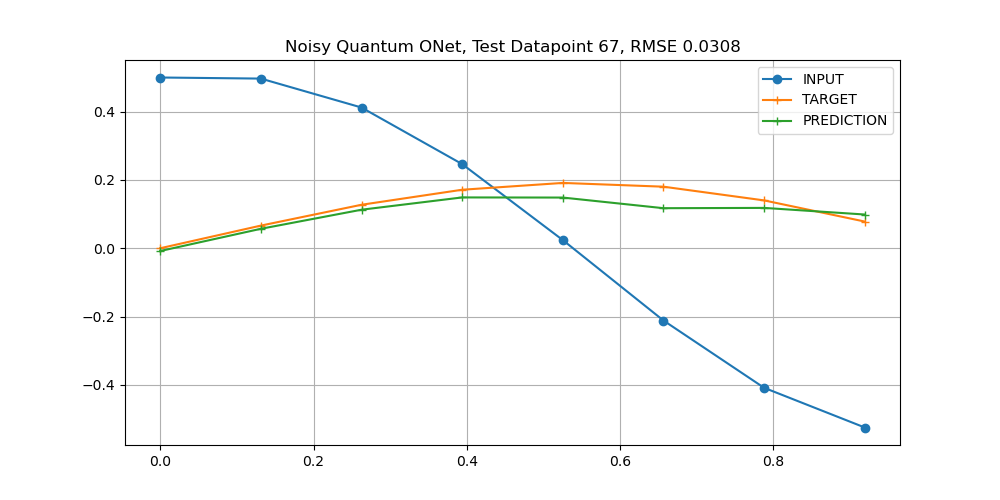 Noisy Quantum ONet, Test Datapoint 67, RMSE 0.0308
INPUT
TARGET
PREDICTION
0.4
0.2
0.0
−0.2
−0.4
0.0 0.2 0.4 0.6 0.8